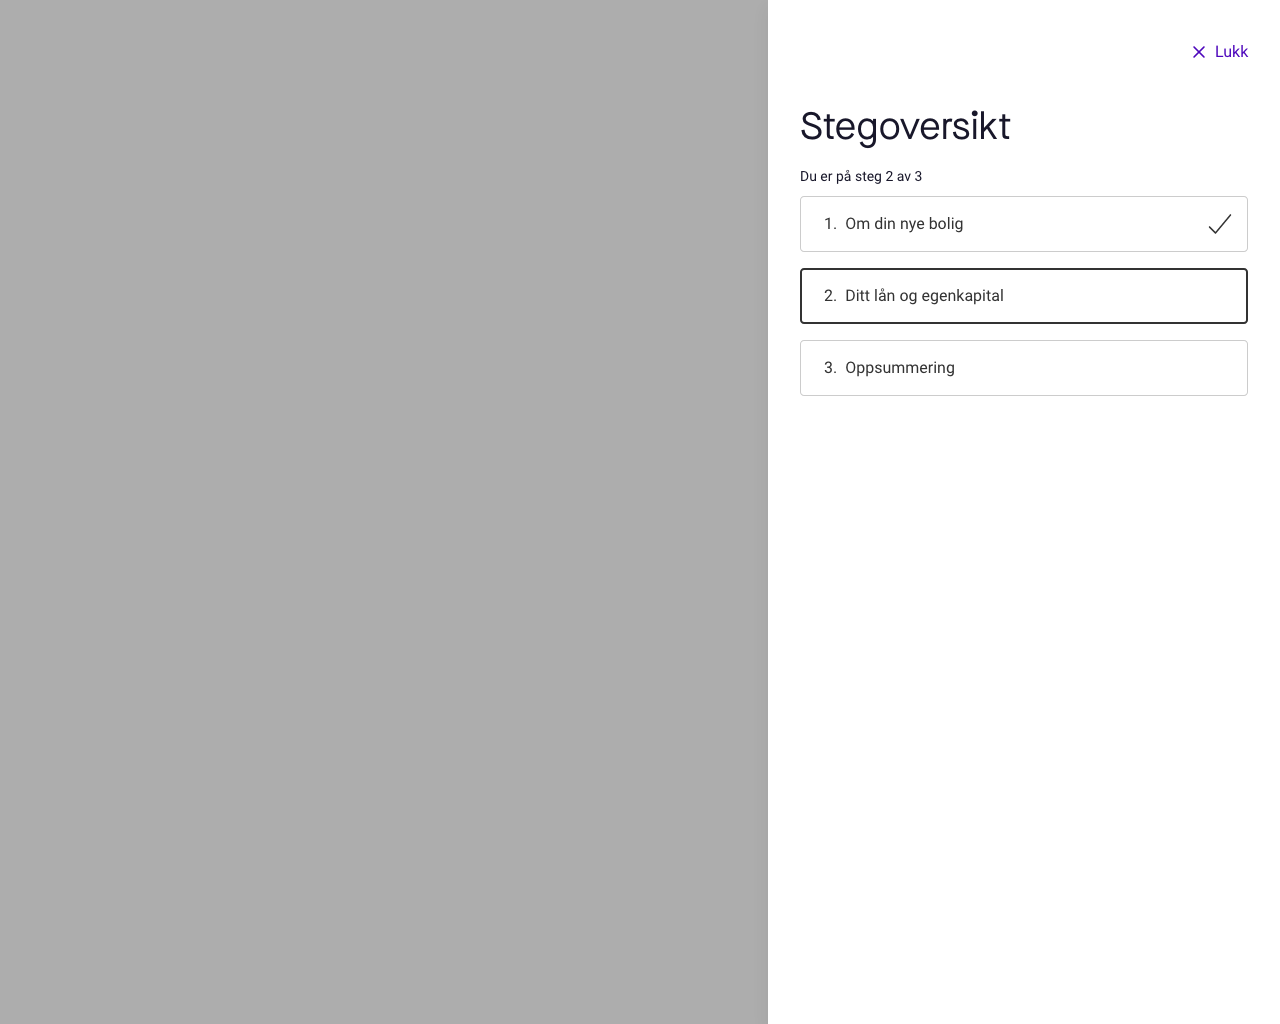 Lukk
Stegoversikt
Du er på steg 2 av 3
1. Om din nye bolig
2. Ditt lån og egenkapital
3. Oppsummering